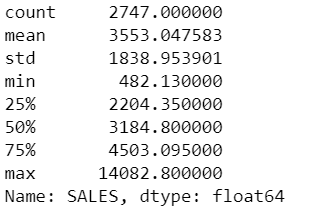 count     2747.000000
mean      3553.047583
std       1838.953901
min        482.130000
25%       2204.350000
50%       3184.800000
75%       4503.095000
max      14082.800000
Name: SALES, dtype: float64